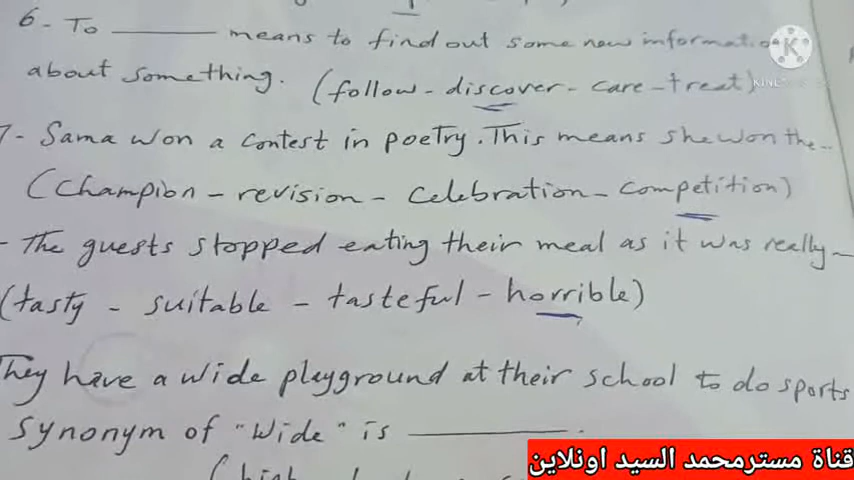 6- To ______ means to find out some new information
about something. (follow - discover - care - treat)
7- Sama won a contest in poetry. This means she won the...
(champion - revision - celebration - competition)
- The guests stopped eating their meal as it was really
(tasty - suitable - tasteful - horrible)
They have a wide playground at their school to do sports
synonym of "Wide" is ______ .
(high
قناة مسترمحمد السيد اونلاين